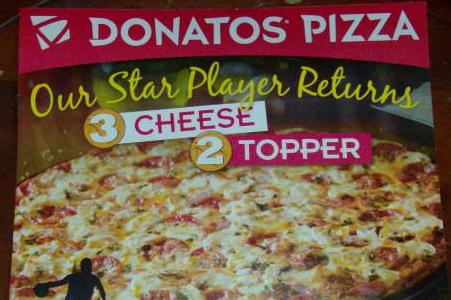 DONATOS PIZZA
Our Star Player Returns
3 CHEESE
2 TOPPER